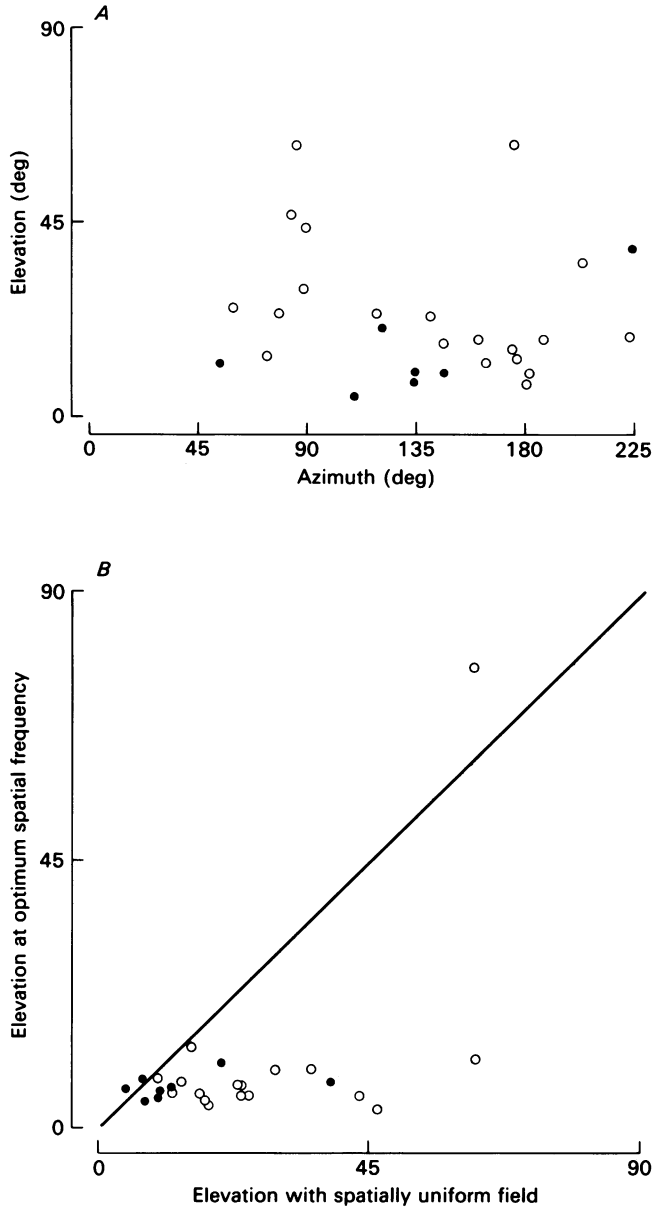 A
90
45
0
Elevation (deg)
0 45 90 135 180 225
Azimuth (deg)
B
90
45
0
Elevation at optimum spatial frequency
0 45 90
Elevation with spatially uniform field